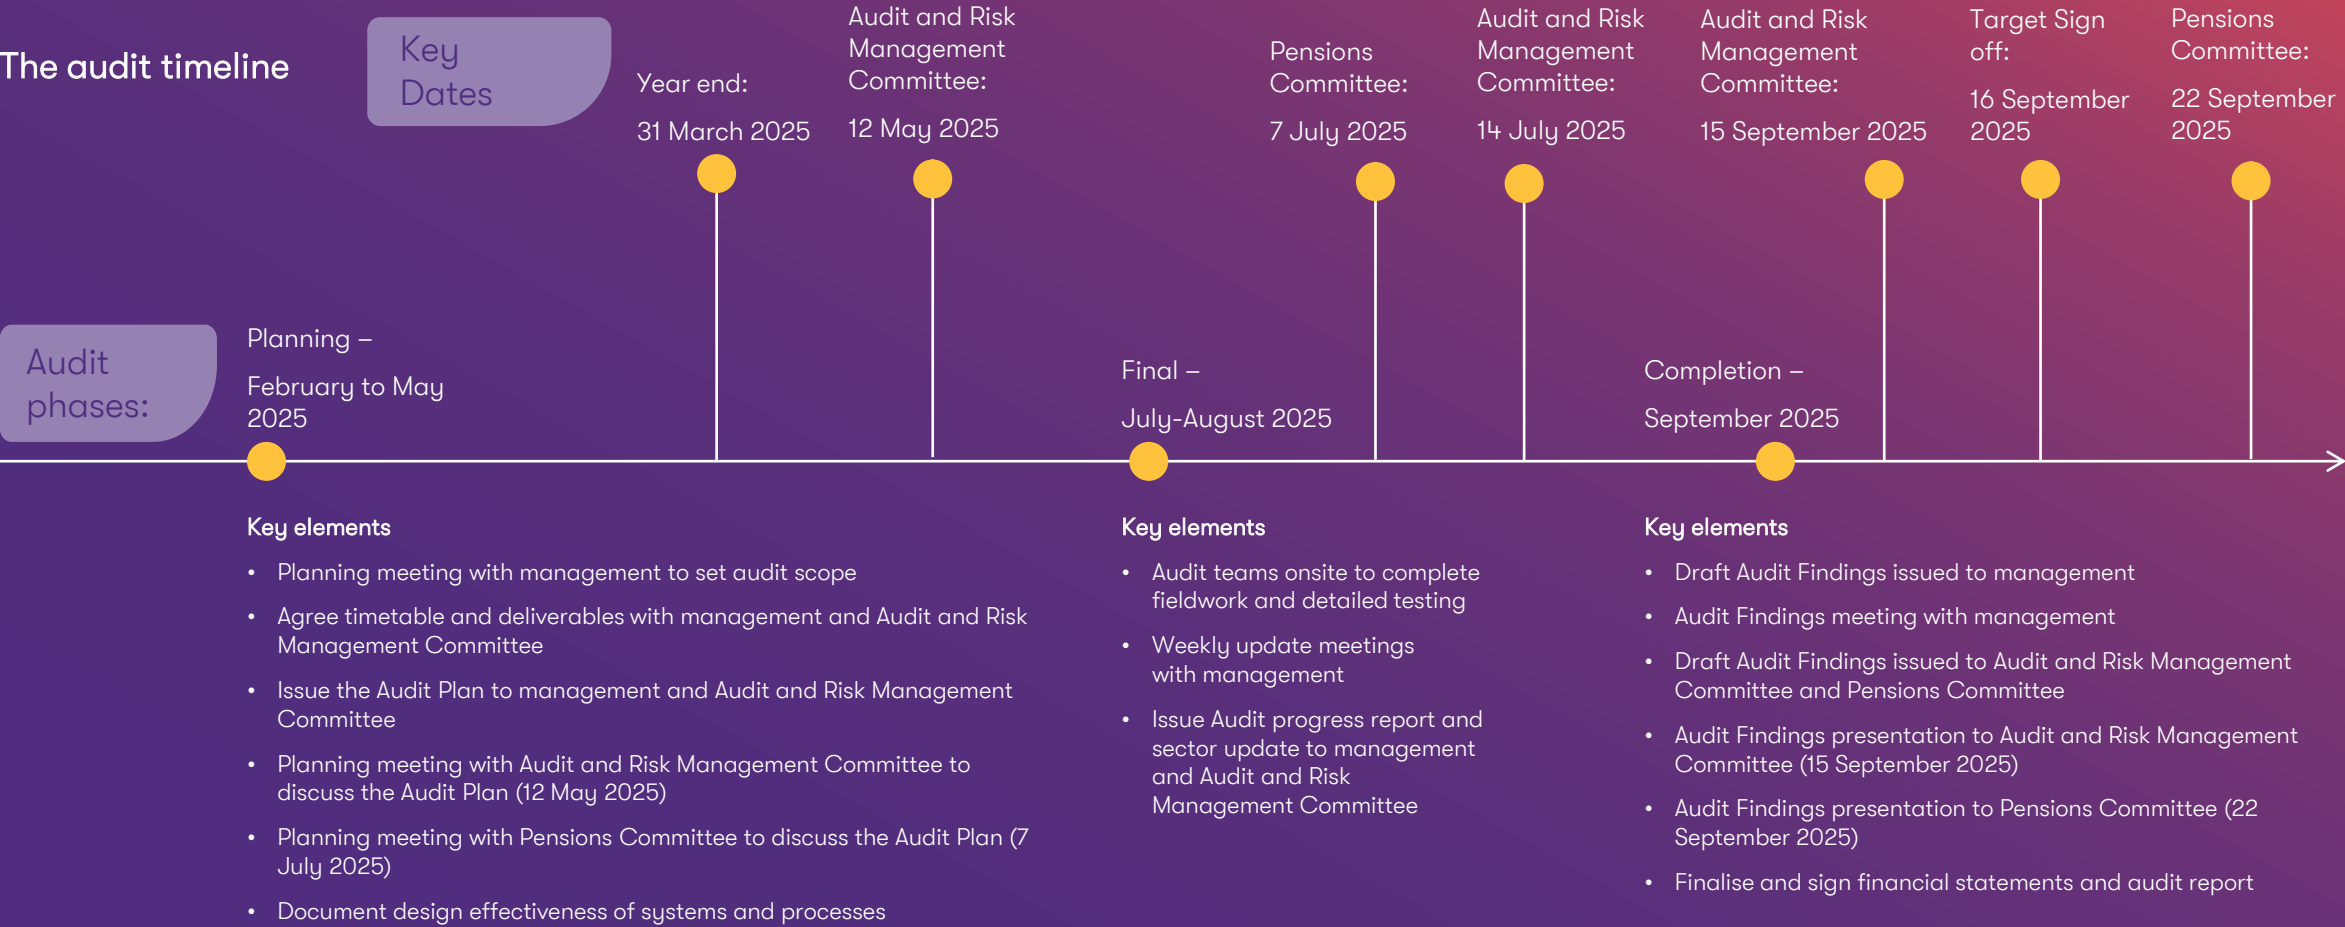 The audit timeline
Key
Dates
Year end:
31 March 2025
Audit and Risk
Management
Committee:
12 May 2025
Pensions
Committee:
7 July 2025
Audit and Risk
Management
Committee:
14 July 2025
Audit and Risk
Management
Committee:
15 September 2025
Target Sign
off:
16 September
2025
Pensions
Committee:
22 September
2025
Audit
phases:
Planning –
February to May
2025
Final –
July-August 2025
Completion –
September 2025
Key elements
• Planning meeting with management to set audit scope
• Agree timetable and deliverables with management and Audit and Risk
Management Committee
• Issue the Audit Plan to management and Audit and Risk Management
Committee
• Planning meeting with Audit and Risk Management Committee to
discuss the Audit Plan (12 May 2025)
• Planning meeting with Pensions Committee to discuss the Audit Plan (7
July 2025)
• Document design effectiveness of systems and processes
Key elements
• Audit teams onsite to complete
fieldwork and detailed testing
• Weekly update meetings
with management
• Issue Audit progress report and
sector update to management
and Audit and Risk
Management Committee
Key elements
• Draft Audit Findings issued to management
• Audit Findings meeting with management
• Draft Audit Findings issued to Audit and Risk Management
Committee and Pensions Committee
• Audit Findings presentation to Audit and Risk Management
Committee (15 September 2025)
• Audit Findings presentation to Pensions Committee (22
September 2025)
• Finalise and sign financial statements and audit report